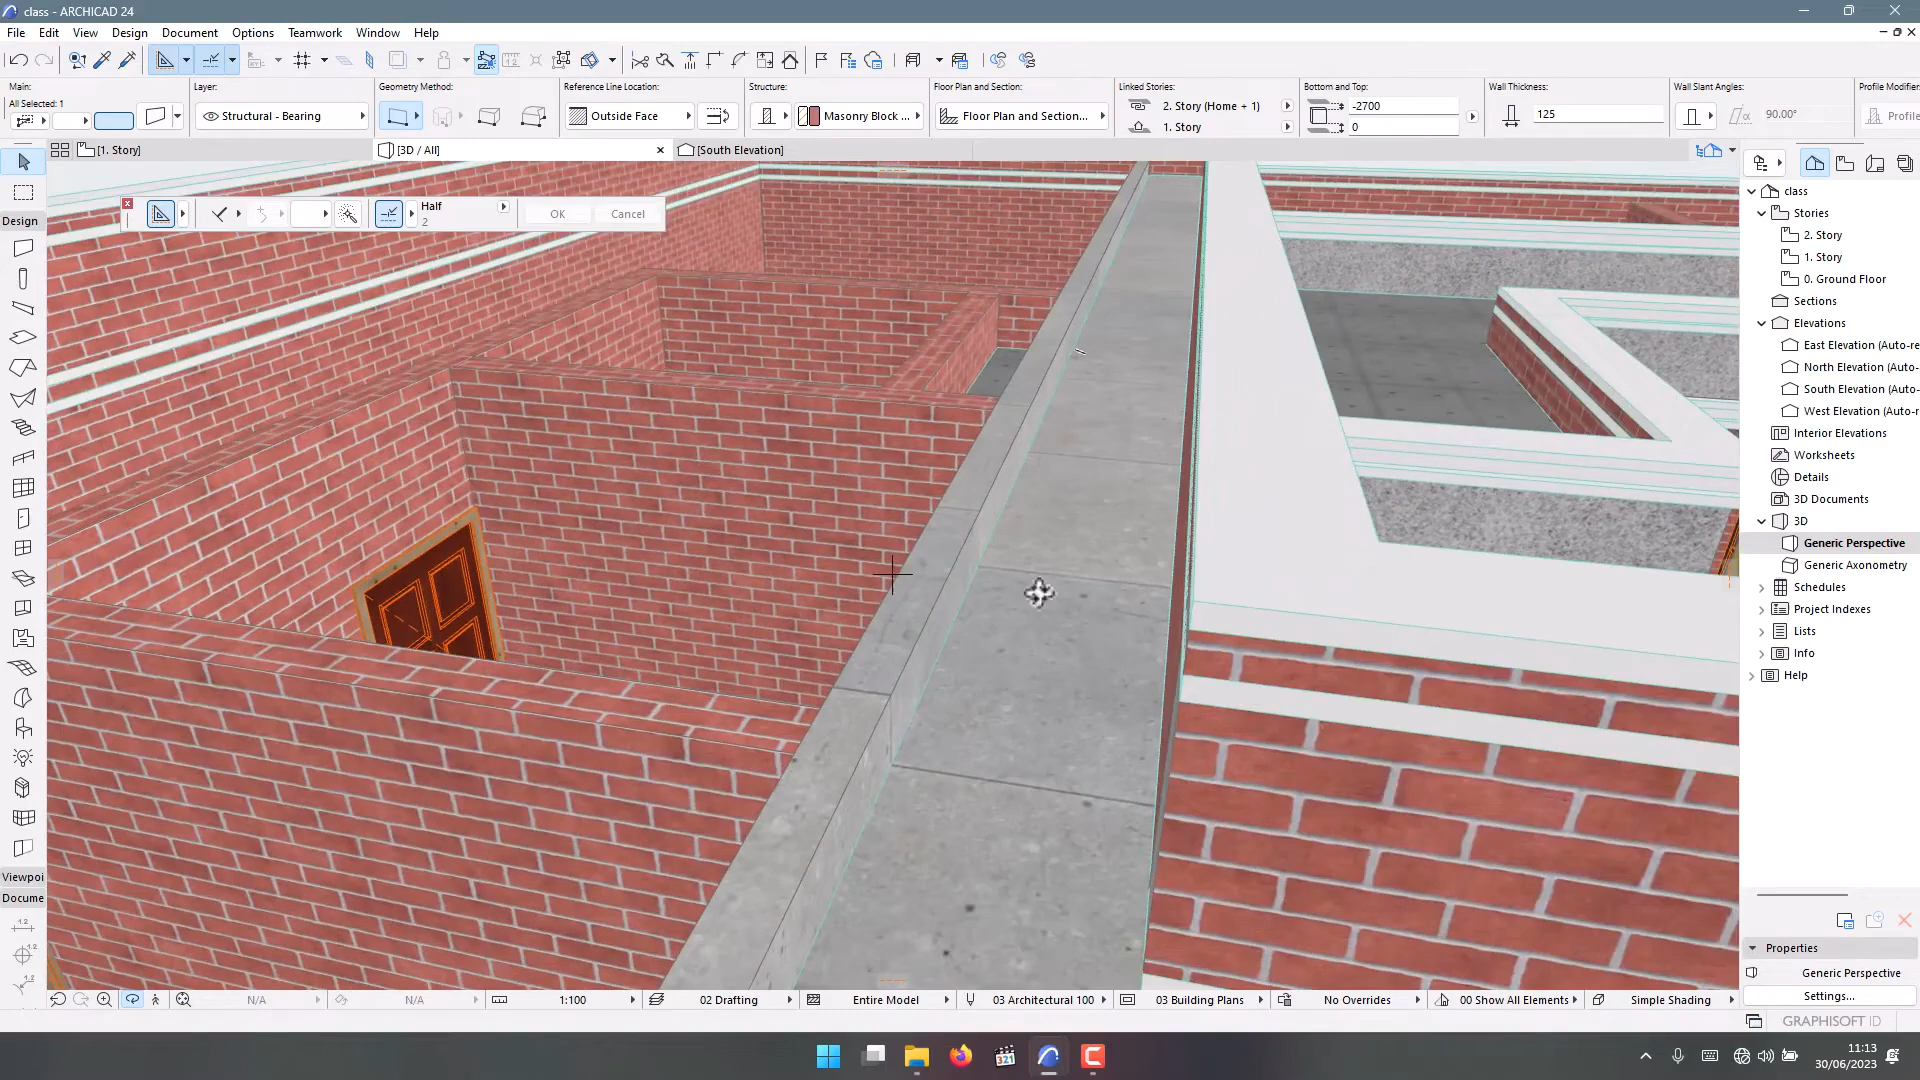 class - ARCHICAD 24
File Edit View Design Document Options Teamwork Window Help
Main: Layer: Geometry Method: Reference Line Location: Structure: Floor Plan and Section: Linked Stories: Bottom and Top: Wall Thickness: Wall Slant Angles: Profile Modifier
All Selected: 1
Structural - Bearing
Outside Face
Masonry Block ...
Floor Plan and Section...
2. Story (Home + 1)
1. Story
-2700
0
125
90.00°
Profile
[1. Story]
[3D / All]
[South Elevation]
Half
2
OK
Cancel
Design
Viewpoi
Docume
1.2
1.2
1.2
class
Stories
2. Story
1. Story
0. Ground Floor
Sections
Elevations
East Elevation (Auto-re
North Elevation (Auto-
South Elevation (Auto-
West Elevation (Auto-r
Interior Elevations
Worksheets
Details
3D Documents
3D
Generic Perspective
Generic Axonometry
Schedules
Project Indexes
Lists
Info
Help
Properties
Generic Perspective
Settings...
N/A N/A 1:100 02 Drafting Entire Model 03 Architectural 100 03 Building Plans No Overrides 00 Show All Elements Simple Shading
GRAPHISOFT ID
321
11:13
30/06/2023